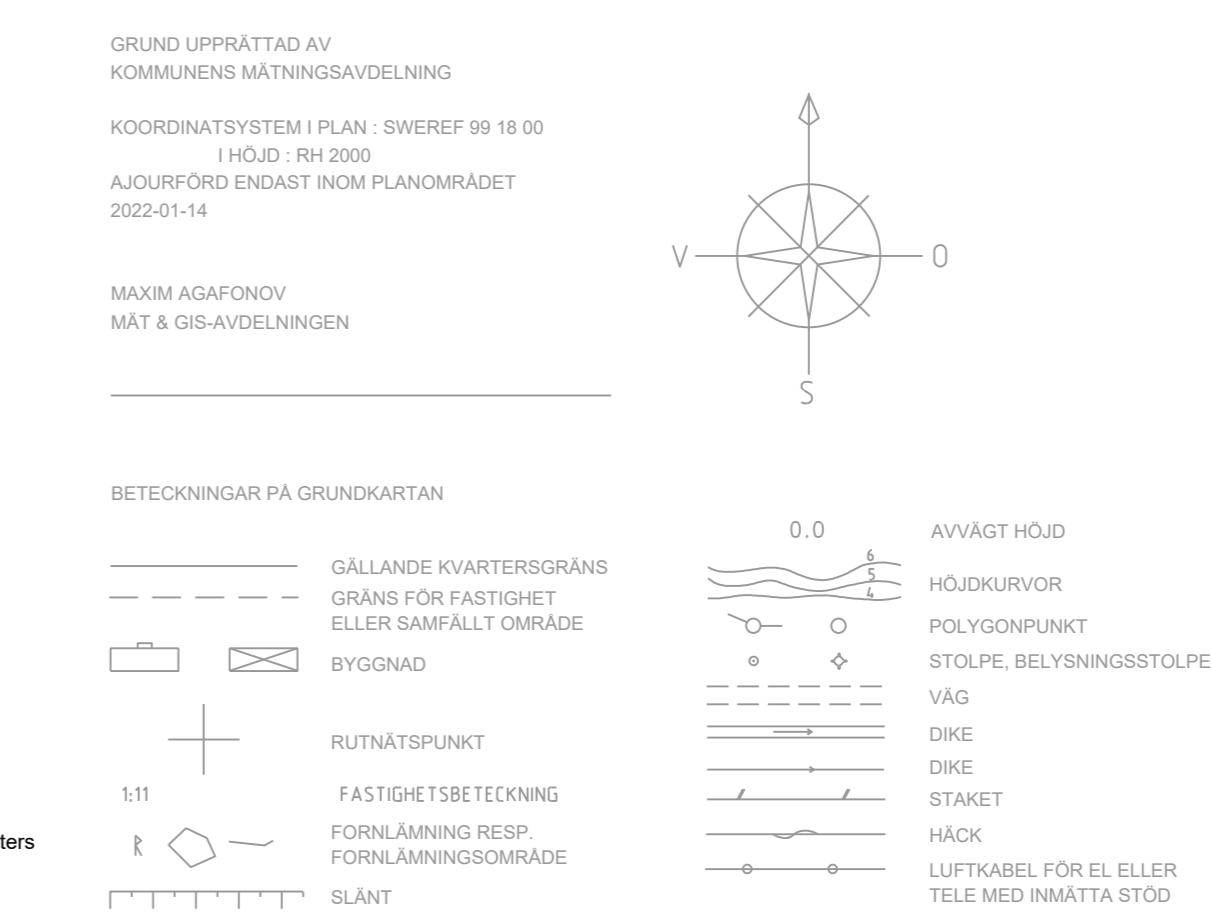 GRUND UPPRÄTTAD AV
KOMMUNENS MÄTNINGSAVDELNING
KOORDINATSYSTEM I PLAN : SWEREF 99 18 00
I HÖJD : RH 2000
AJOURFÖRD ENDAST INOM PLANOMRÅDET
2022-01-14
MAXIM AGAFONOV
MÄT & GIS-AVDELNINGEN
V
O
S
BETECKNINGAR PÅ GRUNDKARTAN
GÄLLANDE KVARTERSGRÄNS
GRÄNS FÖR FASTIGHET
ELLER SAMFÄLLT OMRÅDE
BYGGNAD
RUTNÄTSPUNKT
1:11 FASTIGHETSBETECKNING
R FORNLÄMNING RESP.
FORNLÄMNINGSOMRÅDE
SLÄNT
ters
0.0 AVVÄGT HÖJD
6
5
4
HÖJDKURVOR
POLYGONPUNKT
STOLPE, BELYSNINGSSTOLPE
VÄG
DIKE
DIKE
STAKET
HÄCK
LUFTKABEL FÖR EL ELLER
TELE MED INMÄTTA STÖD